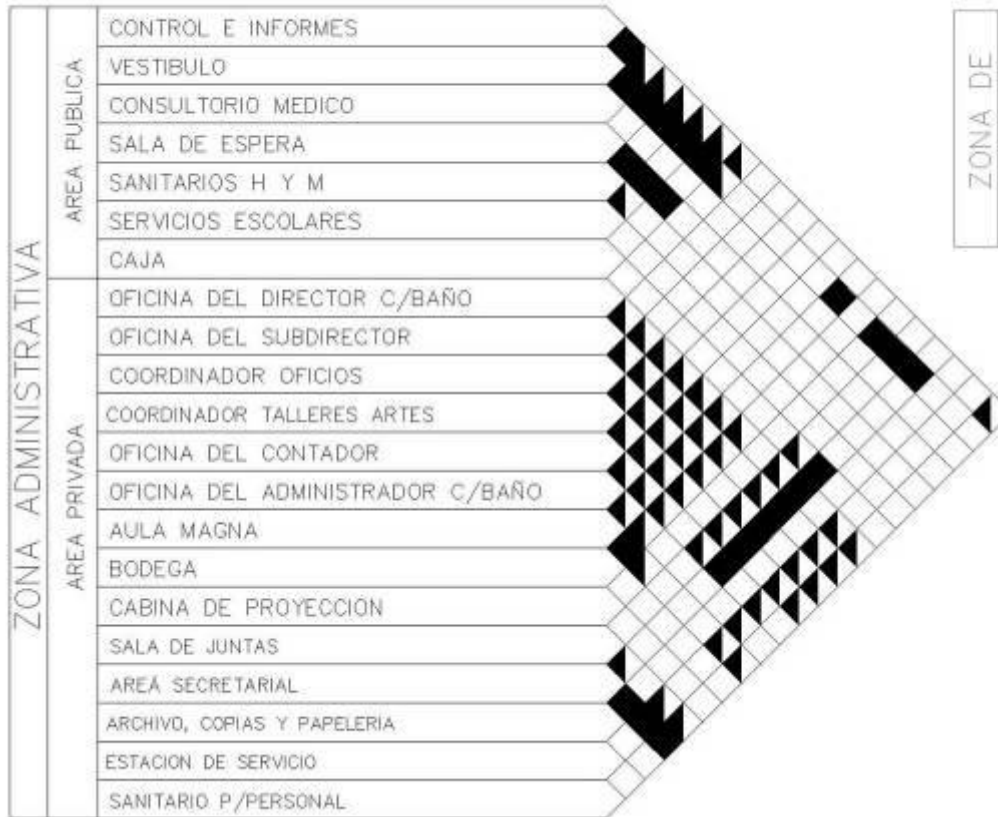 ZONA ADMINISTRATIVA
AREA PUBLICA
CONTROL E INFORMES
VESTIBULO
CONSULTORIO MEDICO
SALA DE ESPERA
SANITARIOS H Y M
SERVICIOS ESCOLARES
CAJA
AREA PRIVADA
OFICINA DEL DIRECTOR C/BAÑO
OFICINA DEL SUBDIRECTOR
COORDINADOR OFICIOS
COORDINADOR TALLERES ARTES
OFICINA DEL CONTADOR
OFICINA DEL ADMINISTRADOR C/BAÑO
AULA MAGNA
BODEGA
CABINA DE PROYECCION
SALA DE JUNTAS
AREÁ SECRETARIAL
ARCHIVO, COPIAS Y PAPELERIA
ESTACION DE SERVICIO
SANITARIO P/PERSONAL
ZONA DE